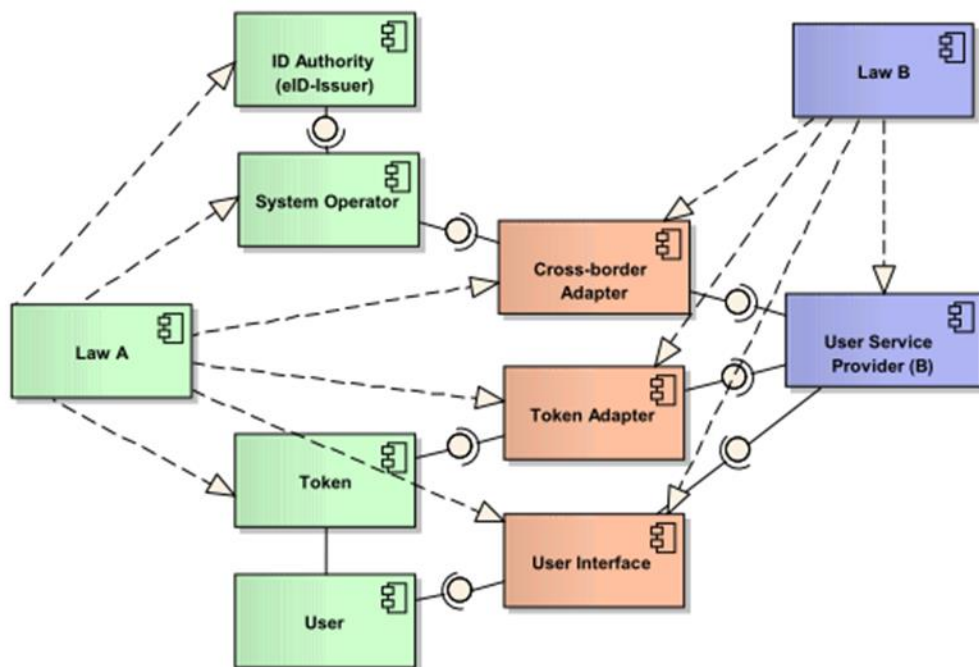 ID Authority
(eID-Issuer)
Law B
System Operator
Cross-border
Adapter
Law A
User Service
Provider (B)
Token Adapter
Token
User Interface
User